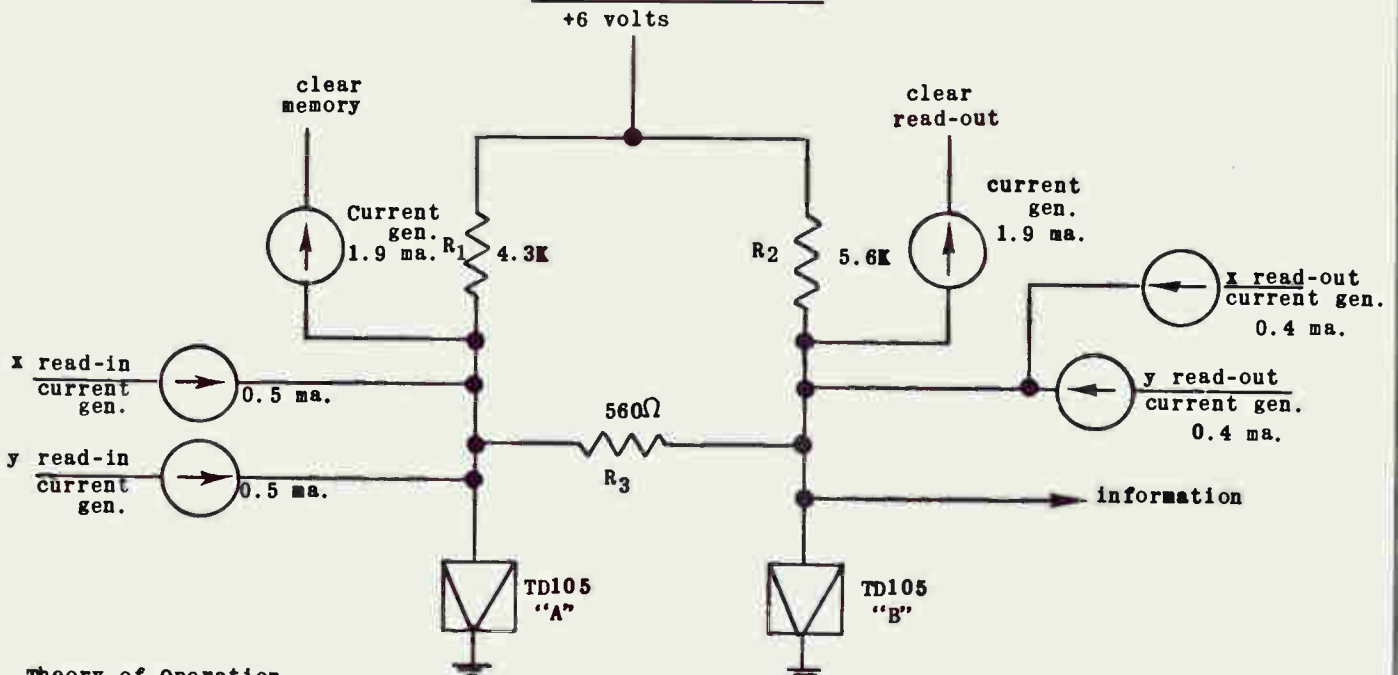 +6 volts
clear
memory
clear
read-out
Current
gen.
1.9 ma.
R1
4.3K
R2
5.6K
current
gen.
1.9 ma.
x read-out
current gen.
0.4 ma.
x read-in
current
gen.
0.5 ma.
y read-out
current gen.
0.4 ma.
560Ω
R3
y read-in
current
gen.
0.5 ma.
information
TD105
"A"
TD105
"B"
Theory of Operation